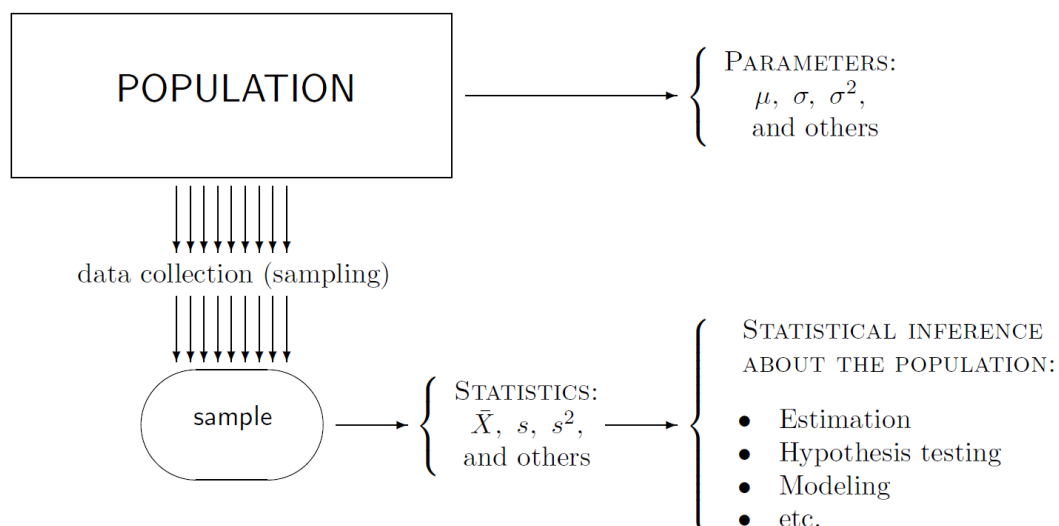 POPULATION
PARAMETERS:
μ, σ, σ²,
and others
data collection (sampling)
sample
STATISTICS:
X̄, s, s²,
and others
STATISTICAL INFERENCE
ABOUT THE POPULATION:
• Estimation
• Hypothesis testing
• Modeling
• etc.